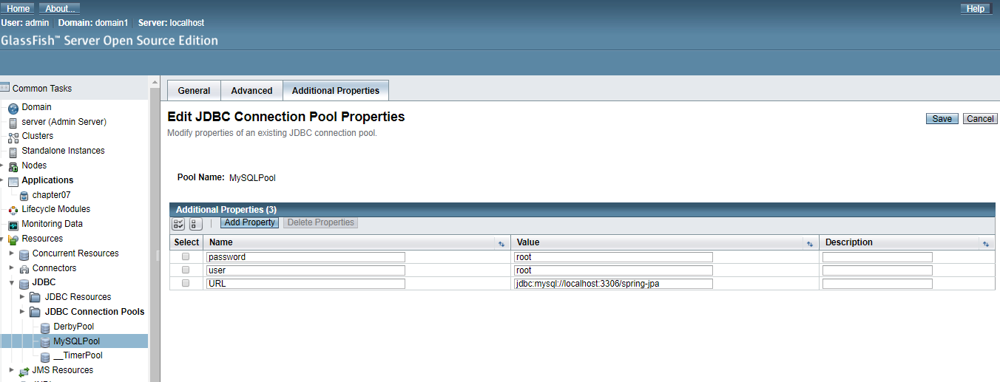 Home About... Help
User: admin Domain: domain1 Server: localhost
GlassFish™ Server Open Source Edition
Common Tasks
Domain
server (Admin Server)
Clusters
Standalone Instances
Nodes
Applications
chapter07
Lifecycle Modules
Monitoring Data
Resources
Concurrent Resources
Connectors
JDBC
JDBC Resources
JDBC Connection Pools
DerbyPool
MySQLPool
__TimerPool
JMS Resources
General Advanced Additional Properties
Edit JDBC Connection Pool Properties
Save Cancel
Modify properties of an existing JDBC connection pool.
Pool Name: MySQLPool
Additional Properties (3)
Add Property Delete Properties
Select Name Value Description
password root
user root
URL jdbc:mysql://localhost:3306/spring-jpa